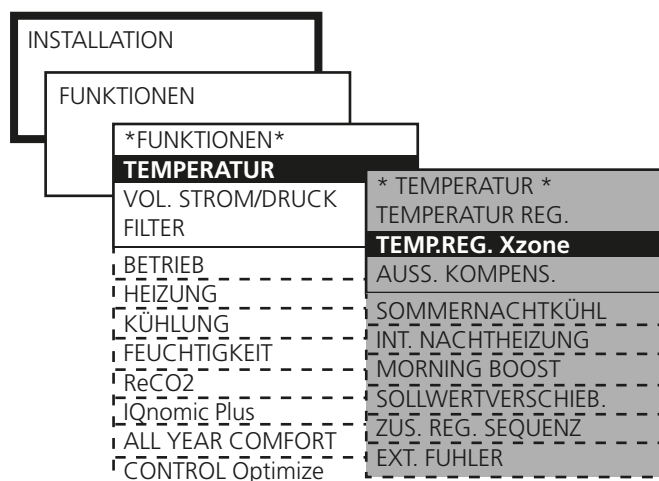 INSTALLATION
FUNKTIONEN
*FUNKTIONEN*
TEMPERATUR
VOL. STROM/DRUCK
FILTER
BETRIEB
HEIZUNG
KÜHLUNG
FEUCHTIGKEIT
ReCO2
IQnomic Plus
ALL YEAR COMFORT
CONTROL Optimize
* TEMPERATUR *
TEMPERATUR REG.
TEMP.REG. Xzone
AUSS. KOMPENS.
SOMMERNACHTKÜHL
INT. NACHTHEIZUNG
MORNING BOOST
SOLLWERTVERSCHIEB.
ZUS. REG. SEQUENZ
EXT. FUHLER